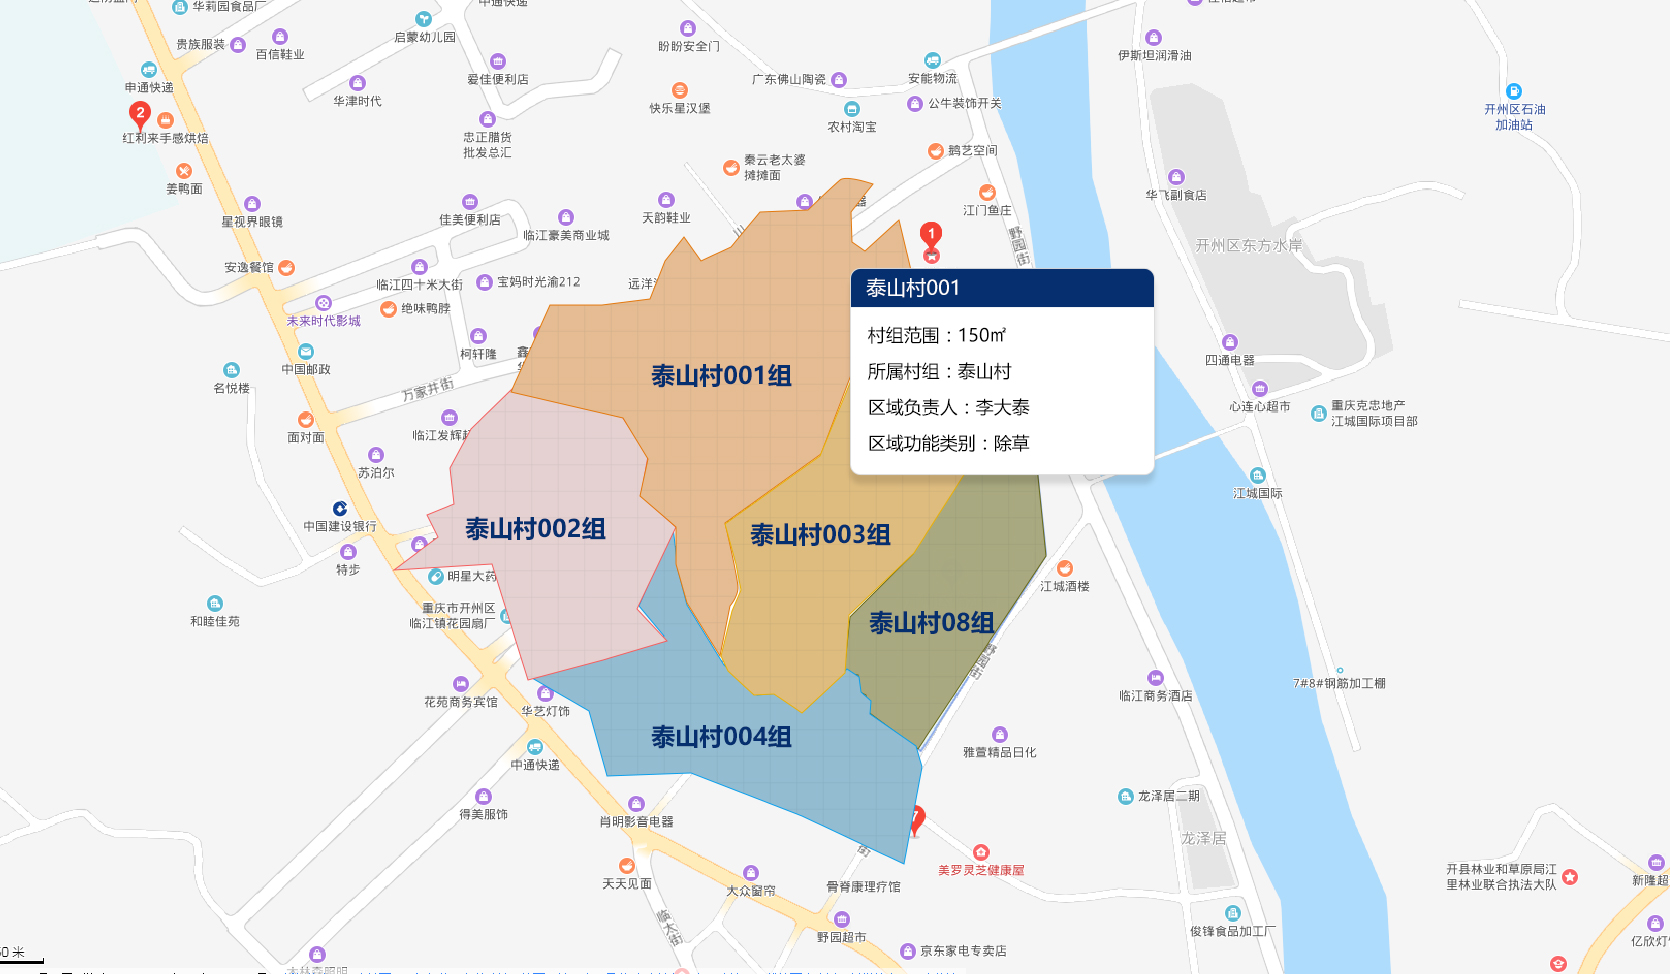 华莉园食品厂
中国快递
贵族服装
百信鞋业
启蒙幼儿园
盼盼安全门
伊斯坦润滑油
申通快递
爱佳便利店
广东佛山陶瓷
安能物流
华津时代
快乐星汉堡
公牛装饰开关
开州区石油
加油站
2
红利来手感烘焙
忠正腊货
批发总汇
农村淘宝
鹅艺空间
姜鸭面
秦云老太婆
摊摊面
华飞副食店
星视界眼镜
佳美便利店
天韵鞋业
江门鱼庄
临江豪美商业城
1
野园街
开州区东方水岸
安逸餐馆
临江四十米大街
宝妈时光渝212
远洋
未来时代影城
绝味鸭脖
泰山村001
村组范围：150㎡
所属村组：泰山村
区域负责人：李大泰
区域功能类别：除草
柯轩隆
鑫
中国邮政
四通电器
名悦楼
万家井街
泰山村001组
心连心超市
重庆克忠地产
江城国际项目部
面对面
临江发辉超
苏泊尔
江城国际
中国建设银行
泰山村002组
泰山村003组
特步
明星大药
江城酒楼
和睦佳苑
重庆市开州区
临江镇花园扇厂
泰山村08组
野园街
7#8#钢筋加工棚
花苑商务宾馆
华艺灯饰
临江商务酒店
泰山村004组
雅萱精品日化
中通快递
得美服饰
肖明影音电器
龙泽居二期
龙泽居
街
美罗灵芝健康屋
天天见面
大众窗帘
骨脊康理疗馆
开县林业和草原局江
里林业联合执法大队
新隆超
临大街
野园超市
俊锋食品加工厂
亿欣灯
京东家电专卖店
50 米